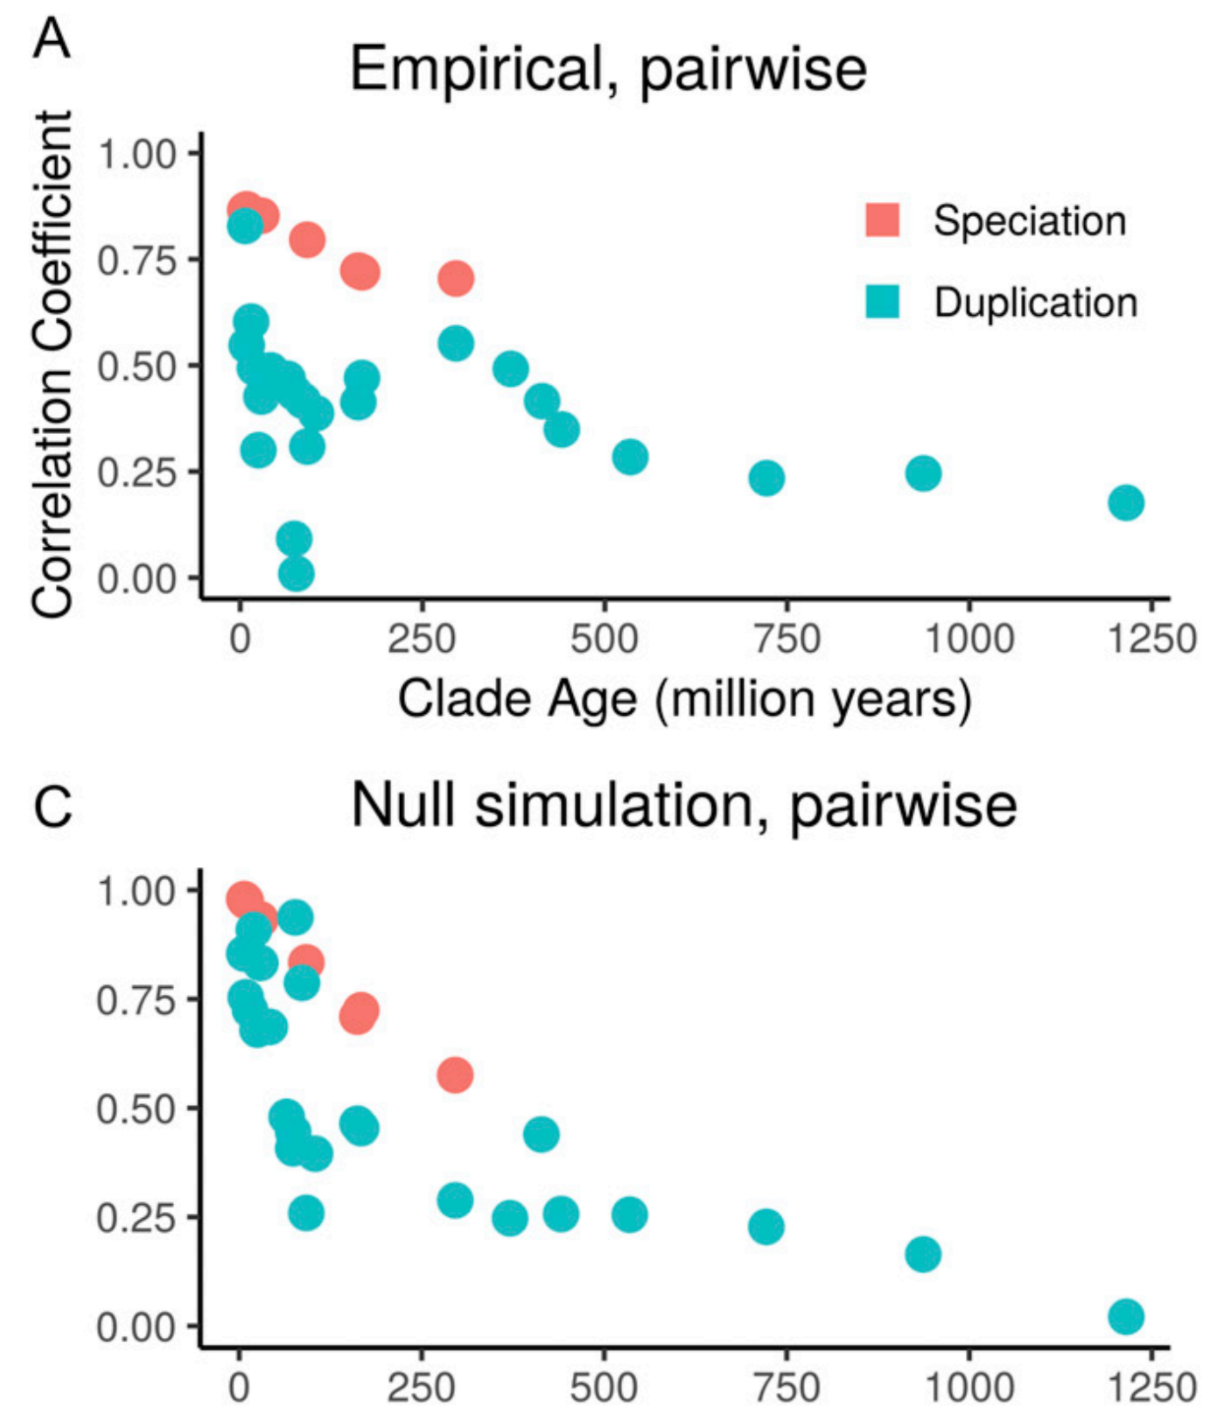 A
Empirical, pairwise
Correlation Coefficient
1.00
0.75
0.50
0.25
0.00
Speciation
Duplication
0 250 500 750 1000 1250
Clade Age (million years)
C
Null simulation, pairwise
1.00
0.75
0.50
0.25
0.00
0 250 500 750 1000 1250